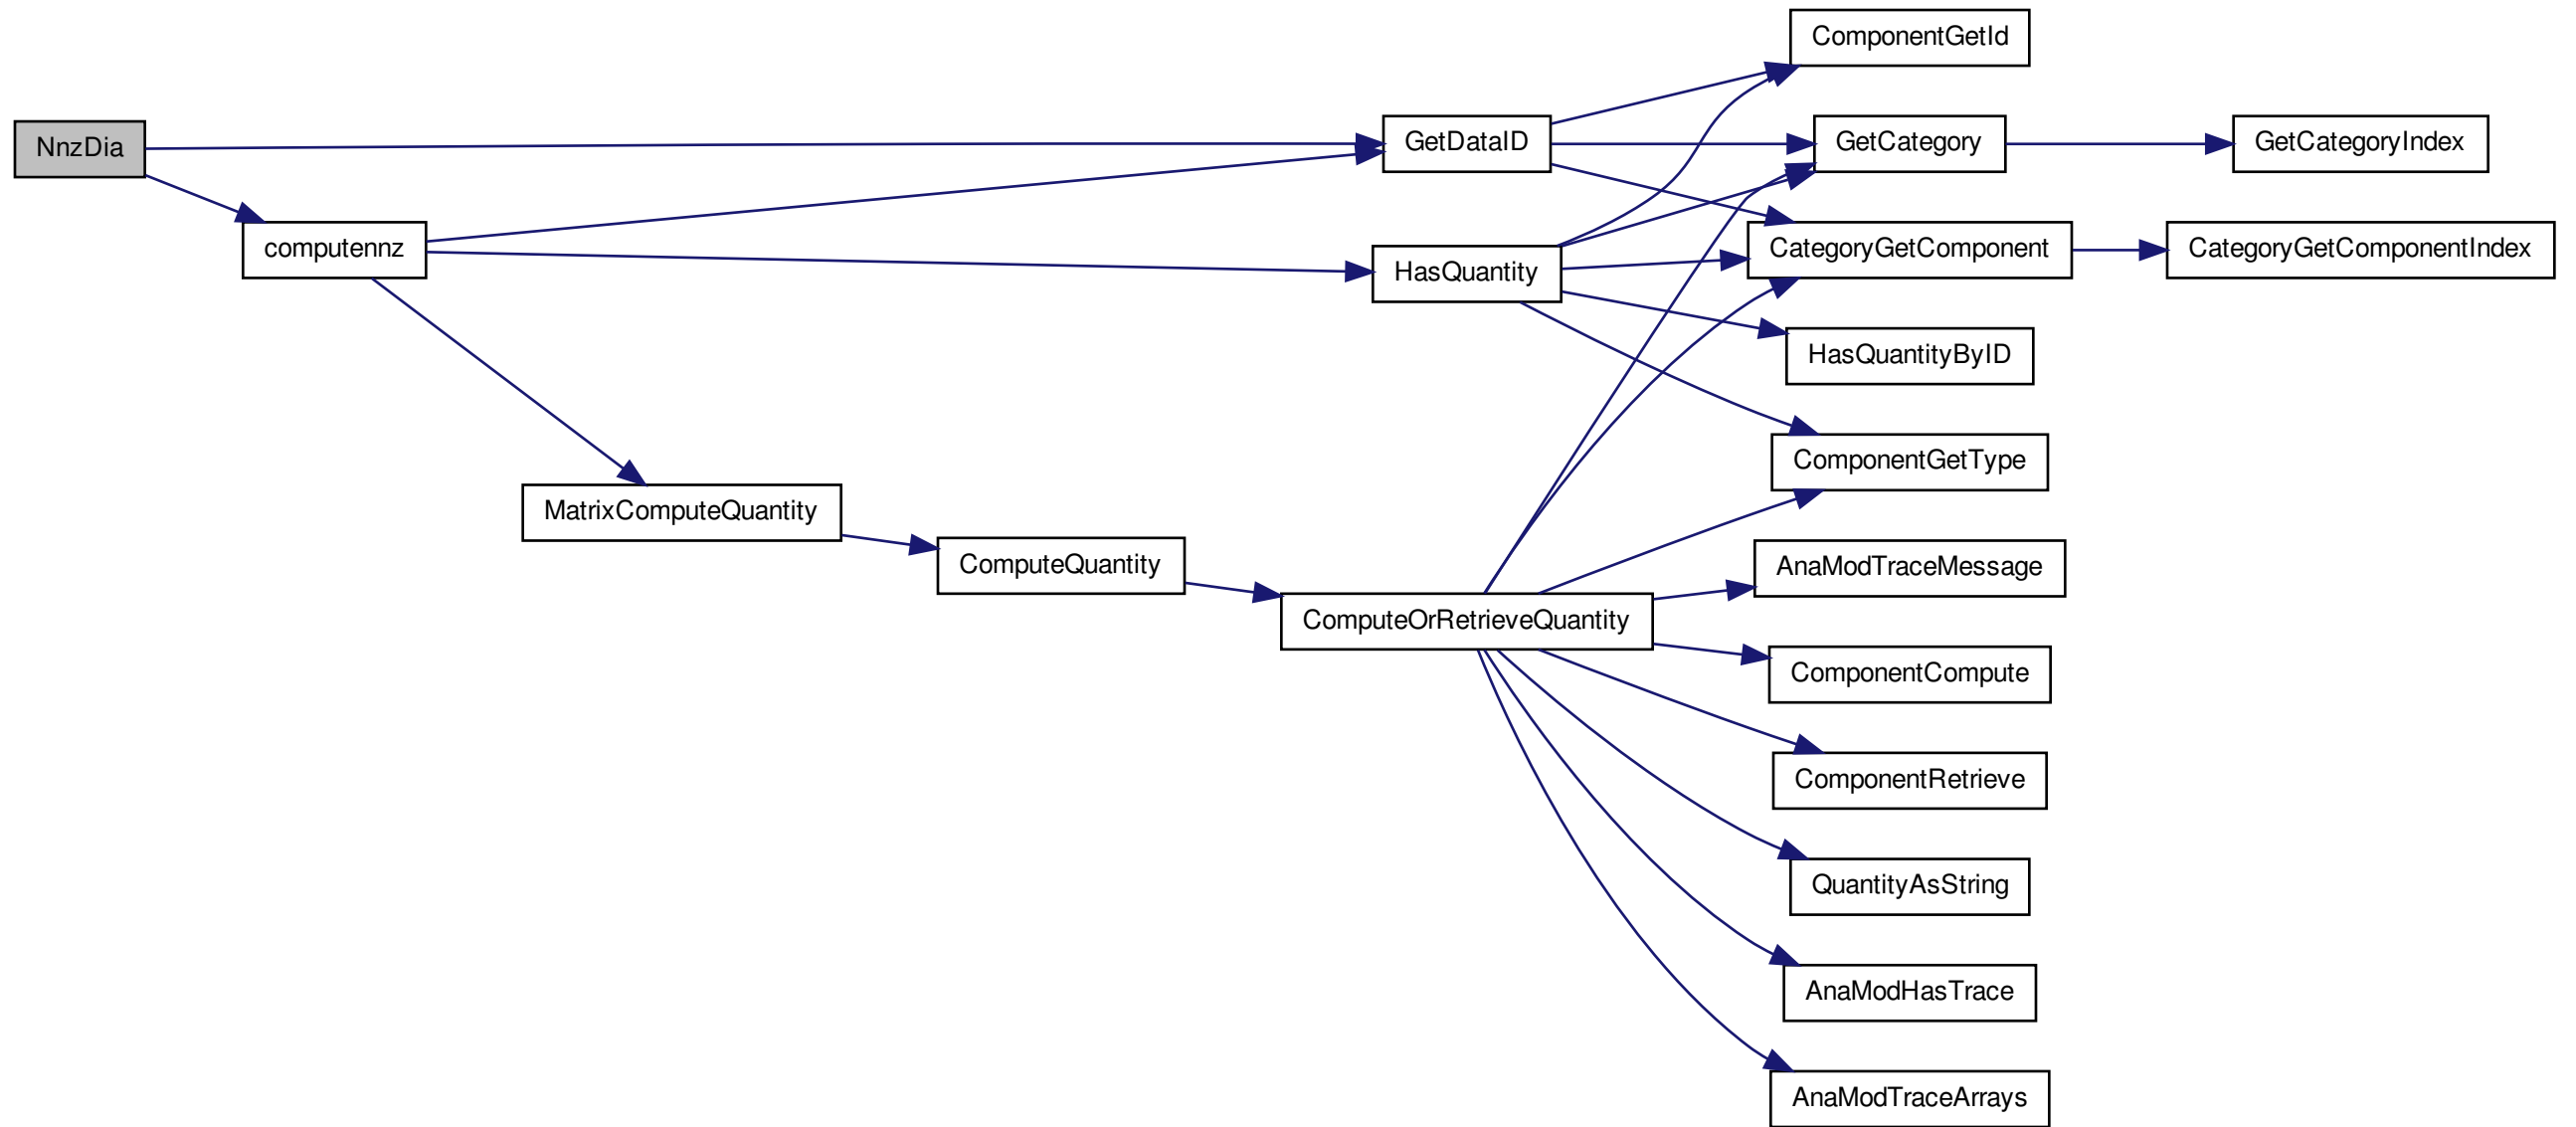 ComponentGetId
NnzDia
GetDataID
GetCategory
GetCategoryIndex
computennz
CategoryGetComponent
CategoryGetComponentIndex
HasQuantity
HasQuantityByID
ComponentGetType
MatrixComputeQuantity
ComputeQuantity
AnaModTraceMessage
ComputeOrRetrieveQuantity
ComponentCompute
ComponentRetrieve
QuantityAsString
AnaModHasTrace
AnaModTraceArrays